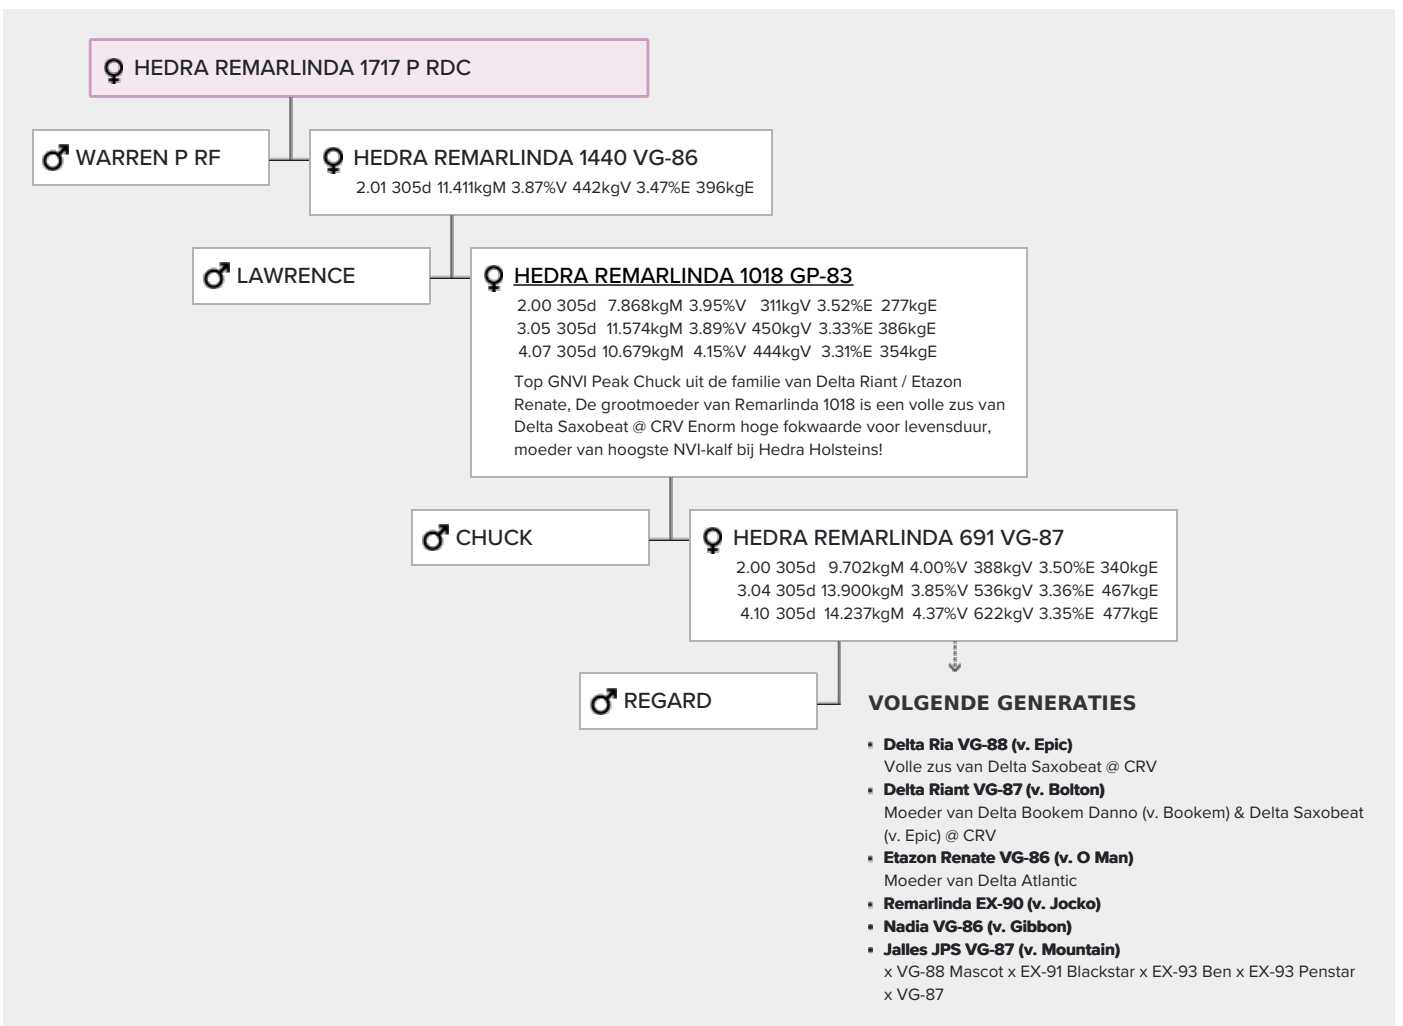 HEDRA REMARLINDA 1717 P RDC
WARREN P RF
HEDRA REMARLINDA 1440 VG-86
2.01 305d 11.411kgM 3.87%V 442kgV 3.47%E 396kgE
LAWRENCE
HEDRA REMARLINDA 1018 GP-83
2.00 305d 7.868kgM 3.95%V 311kgV 3.52%E 277kgE
3.05 305d 11.574kgM 3.89%V 450kgV 3.33%E 386kgE
4.07 305d 10.679kgM 4.15%V 444kgV 3.31%E 354kgE
Top GNVI Peak Chuck uit de familie van Delta Riant / Etazon
Renate, De grootmoeder van Remarlinda 1018 is een volle zus van
Delta Saxobeat @ CRV Enorm hoge fokwaarde voor levensduur,
moeder van hoogste NVI-kalf bij Hedra Holsteins!
CHUCK
HEDRA REMARLINDA 691 VG-87
2.00 305d 9.702kgM 4.00%V 388kgV 3.50%E 340kgE
3.04 305d 13.900kgM 3.85%V 536kgV 3.36%E 467kgE
4.10 305d 14.237kgM 4.37%V 622kgV 3.35%E 477kgE
REGARD
VOLGENDE GENERATIES
Delta Ria VG-88 (v. Epic)
Volle zus van Delta Saxobeat @ CRV
Delta Riant VG-87 (v. Bolton)
Moeder van Delta Bookem Danno (v. Bookem) & Delta Saxobeat
(v. Epic) @ CRV
Etazon Renate VG-86 (v. O Man)
Moeder van Delta Atlantic
Remarlinda EX-90 (v. Jocko)
Nadia VG-86 (v. Gibbon)
Jalles JPS VG-87 (v. Mountain)
x VG-88 Mascot x EX-91 Blackstar x EX-93 Ben x EX-93 Penstar
x VG-87